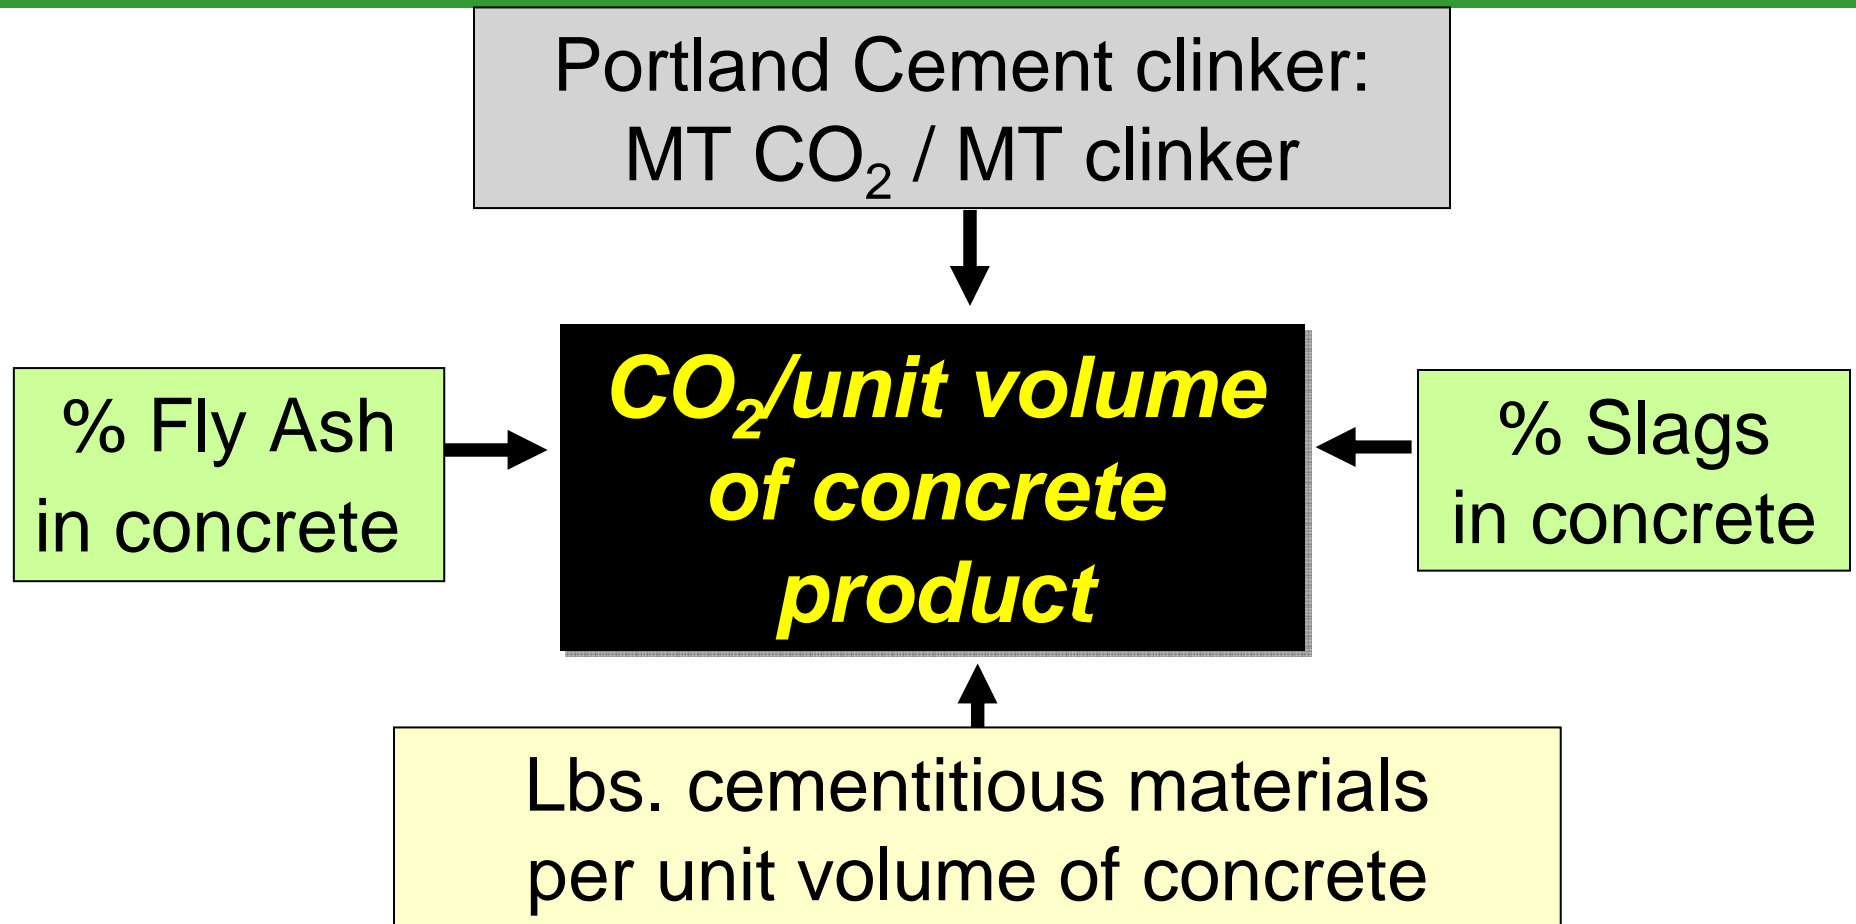 Portland Cement clinker:
MT CO₂ / MT clinker
% Fly Ash
in concrete
CO₂/unit volume
of concrete
product
% Slags
in concrete
Lbs. cementitious materials
per unit volume of concrete